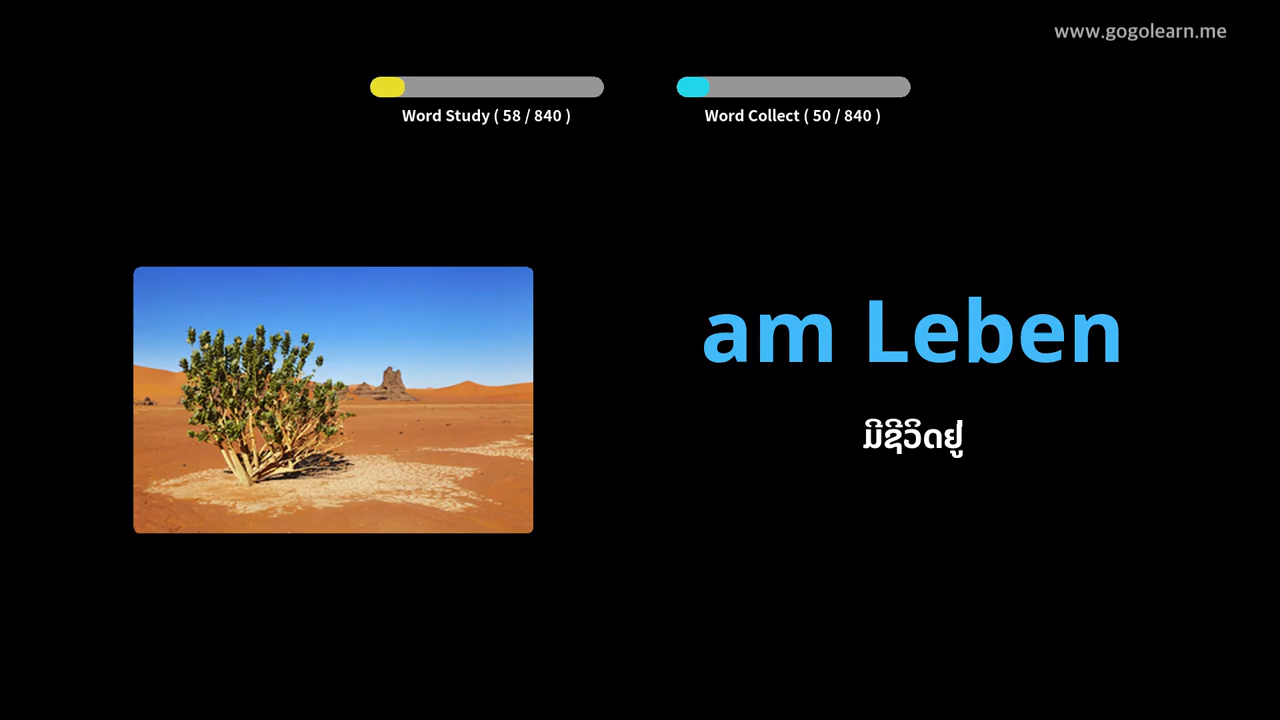 www.gogolearn.me
Word Study ( 58 / 840 )
Word Collect ( 50 / 840 )
am Leben
ມີຊີວິດຢູ່